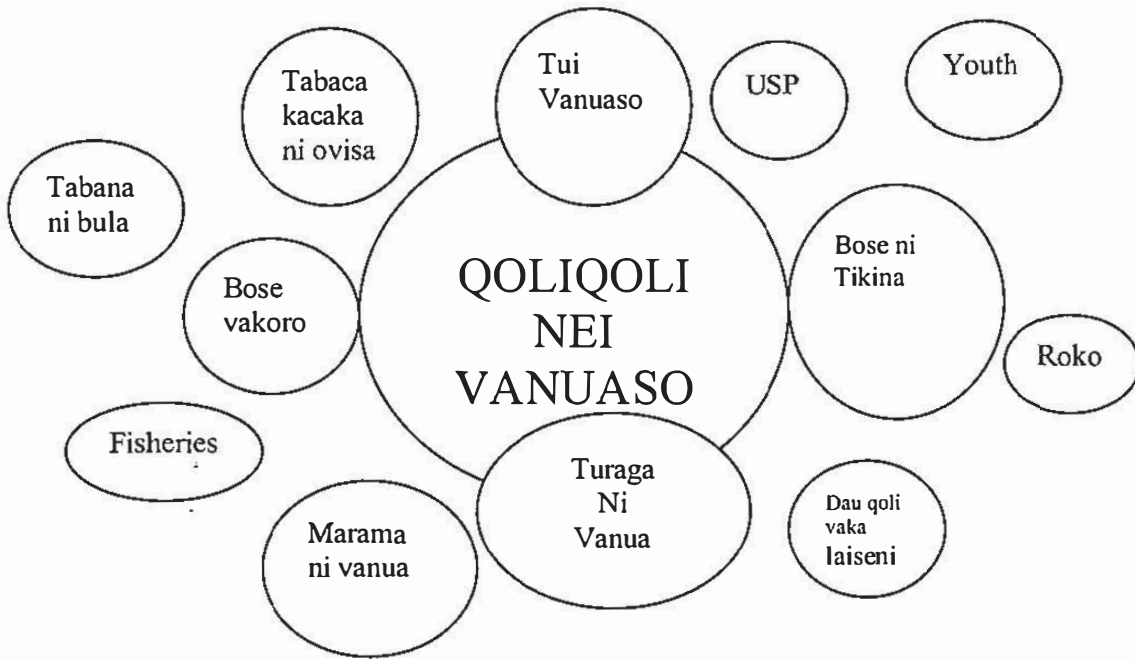 Tabaca
kacaka
ni ovisa
Tui
Vanuaso
USP
Youth
Tabana
ni bula
Bose
vakoro
QOLIQOLI
NEI
VANUASO
Bose ni
Tikina
Roko
Fisheries
Marama
ni vanua
Turaga
Ni
Vanua
Dau qoli
vaka
laiseni